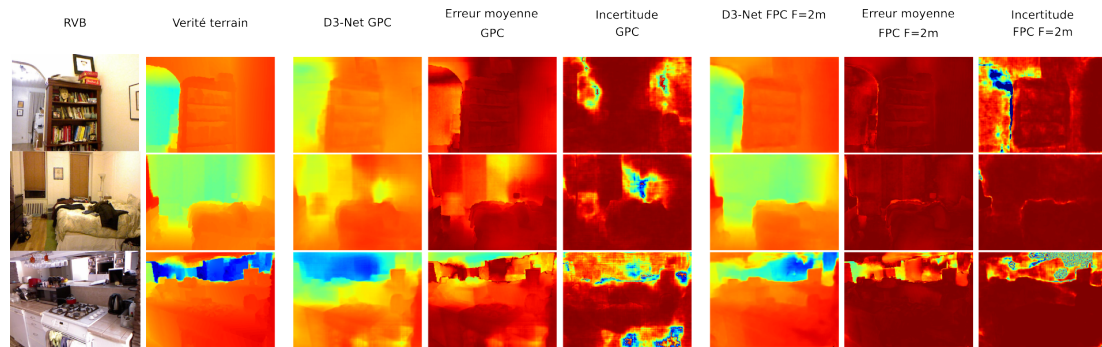 RVB
Verité terrain
D3-Net GPC
Erreur moyenne
GPC
Incertitude
GPC
D3-Net FPC F=2m
Erreur moyenne
FPC F=2m
Incertitude
FPC F=2m